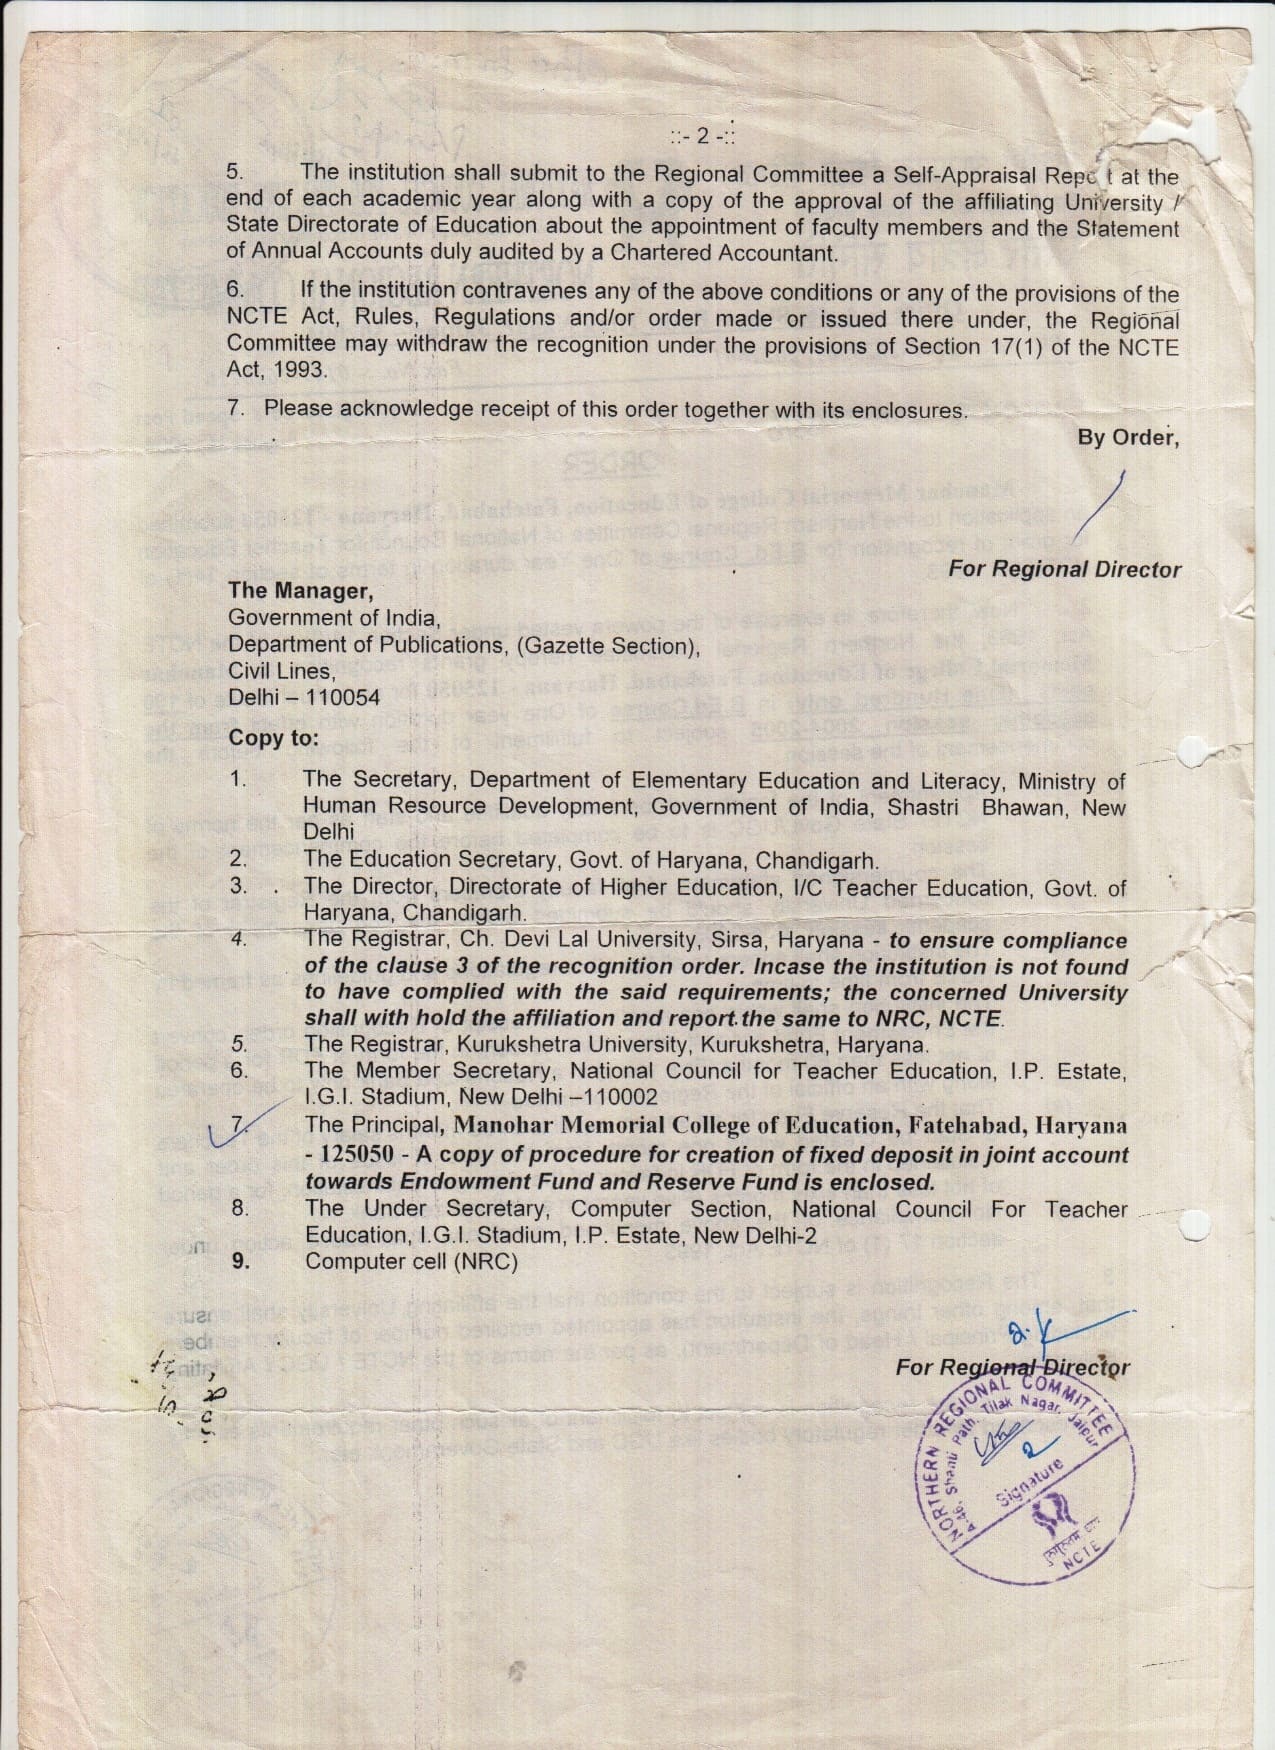 ::- 2 -::
5. The institution shall submit to the Regional Committee a Self-Appraisal Repo t at the
end of each academic year along with a copy of the approval of the affiliating University /
State Directorate of Education about the appointment of faculty members and the Statement
of Annual Accounts duly audited by a Chartered Accountant.
6. If the institution contravenes any of the above conditions or any of the provisions of the
NCTE Act, Rules, Regulations and/or order made or issued there under, the Regional
Committee may withdraw the recognition under the provisions of Section 17(1) of the NCTE
Act, 1993.
7. Please acknowledge receipt of this order together with its enclosures.
By Order,
For Regional Director
The Manager,
Government of India,
Department of Publications, (Gazette Section),
Civil Lines,
Delhi – 110054
Copy to:
1. The Secretary, Department of Elementary Education and Literacy, Ministry of
Human Resource Development, Government of India, Shastri Bhawan, New
Delhi
2. The Education Secretary, Govt. of Haryana, Chandigarh.
3. The Director, Directorate of Higher Education, I/C Teacher Education, Govt. of
Haryana, Chandigarh.
4. The Registrar, Ch. Devi Lal University, Sirsa, Haryana - to ensure compliance
of the clause 3 of the recognition order. Incase the institution is not found
to have complied with the said requirements; the concerned University
shall with hold the affiliation and report the same to NRC, NCTE.
5. The Registrar, Kurukshetra University, Kurukshetra, Haryana.
6. The Member Secretary, National Council for Teacher Education, I.P. Estate,
I.G.I. Stadium, New Delhi –110002
7. The Principal, Manohar Memorial College of Education, Fatehabad, Haryana
- 125050 - A copy of procedure for creation of fixed deposit in joint account
towards Endowment Fund and Reserve Fund is enclosed.
8. The Under Secretary, Computer Section, National Council For Teacher
Education, I.G.I. Stadium, I.P. Estate, New Delhi-2
9. Computer cell (NRC)
For Regional Director
NORTHERN REGIONAL COMMITTEE
A-46, Shanti Path, Tilak Nagar, Jaipur
Signature
NCTE